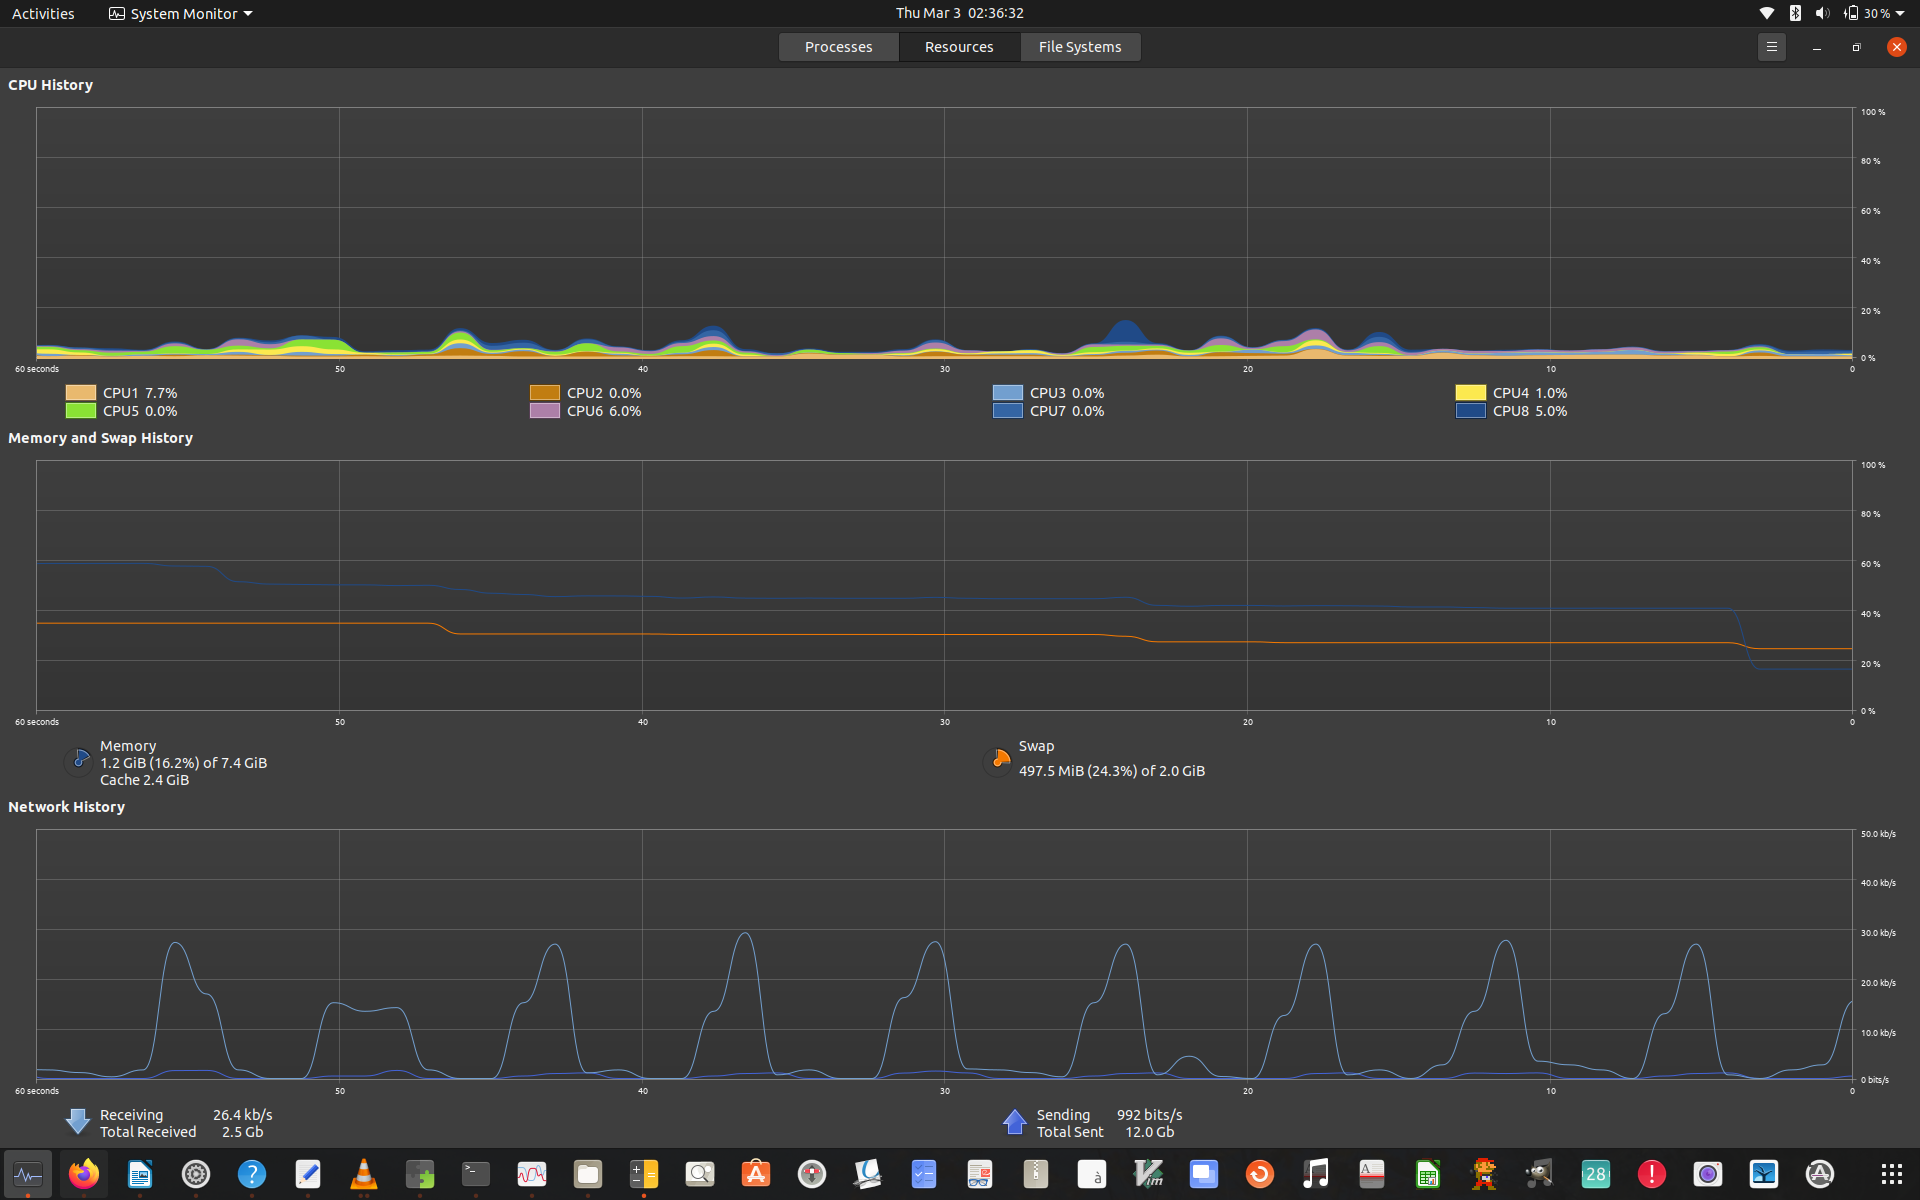 Activities
System Monitor
Thu Mar 3  02:36:32
30 %
Processes
Resources
File Systems
CPU History
100 %
80 %
60 %
40 %
20 %
0 %
60 seconds
50
40
30
20
10
0
CPU1 7.7%
CPU2 0.0%
CPU3 0.0%
CPU4 1.0%
CPU5 0.0%
CPU6 6.0%
CPU7 0.0%
CPU8 5.0%
Memory and Swap History
100 %
80 %
60 %
40 %
20 %
0 %
60 seconds
50
40
30
20
10
0
Memory
1.2 GiB (16.2%) of 7.4 GiB
Cache 2.4 GiB
Swap
497.5 MiB (24.3%) of 2.0 GiB
Network History
50.0 kb/s
40.0 kb/s
30.0 kb/s
20.0 kb/s
10.0 kb/s
0 bits/s
60 seconds
50
40
30
20
10
0
Receiving 26.4 kb/s
Total Received 2.5 Gb
Sending 992 bits/s
Total Sent 12.0 Gb
>_
?
à
Vim
A
28
!